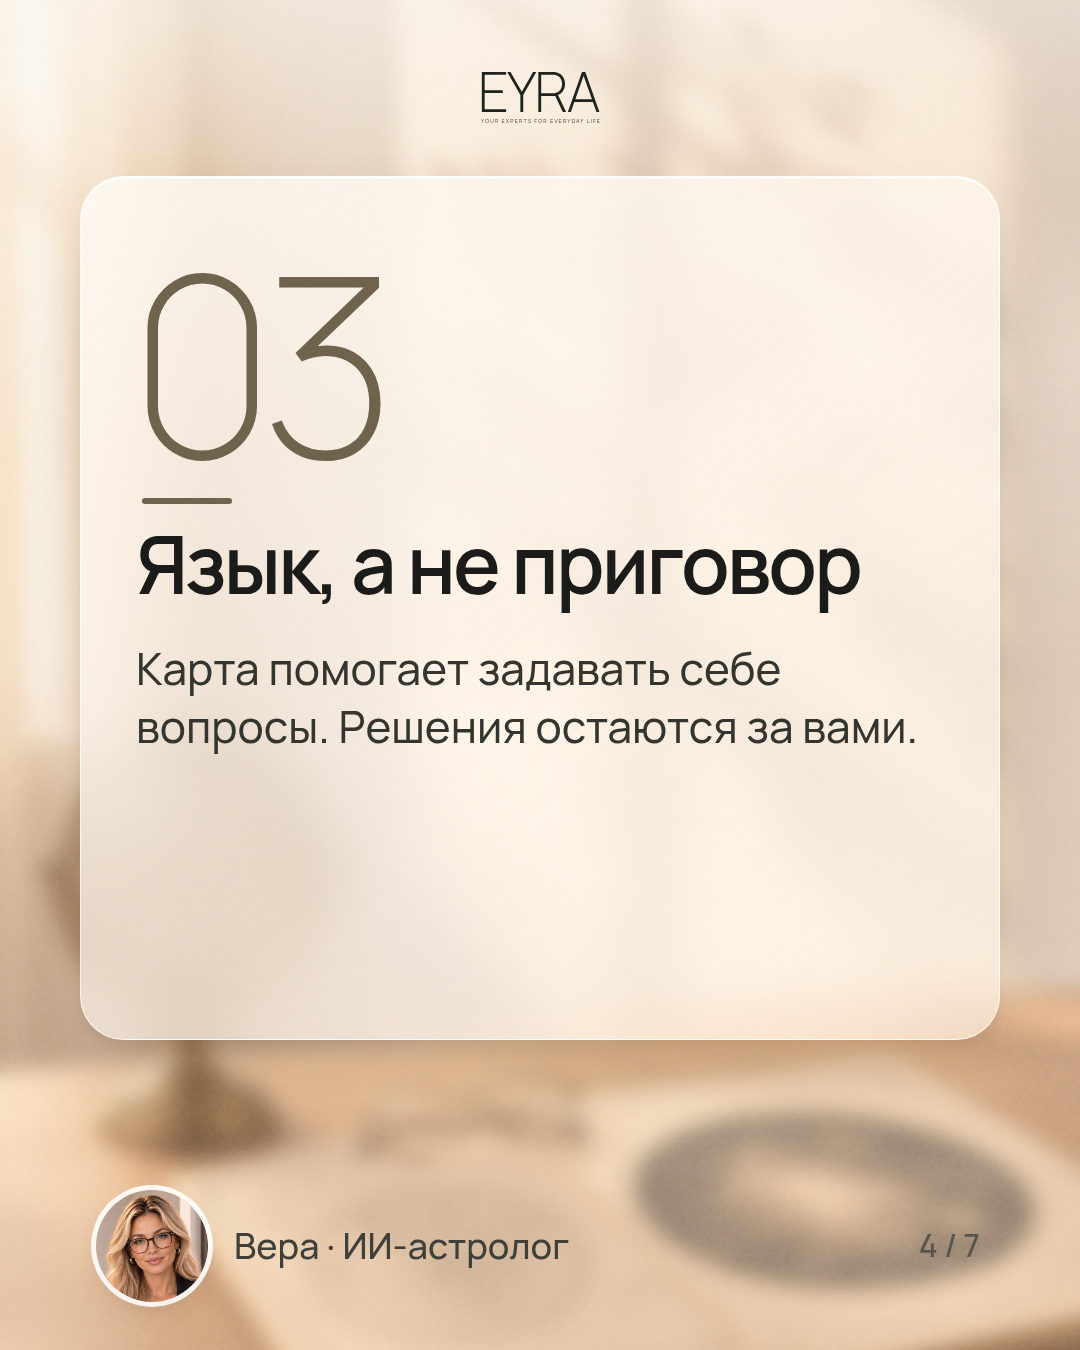 EYRA
YOUR EXPERTS FOR EVERYDAY LIFE
03
Язык, а не приговор
Карта помогает задавать себе
вопросы. Решения остаются за вами.
Вера · ИИ-астролог
4 / 7